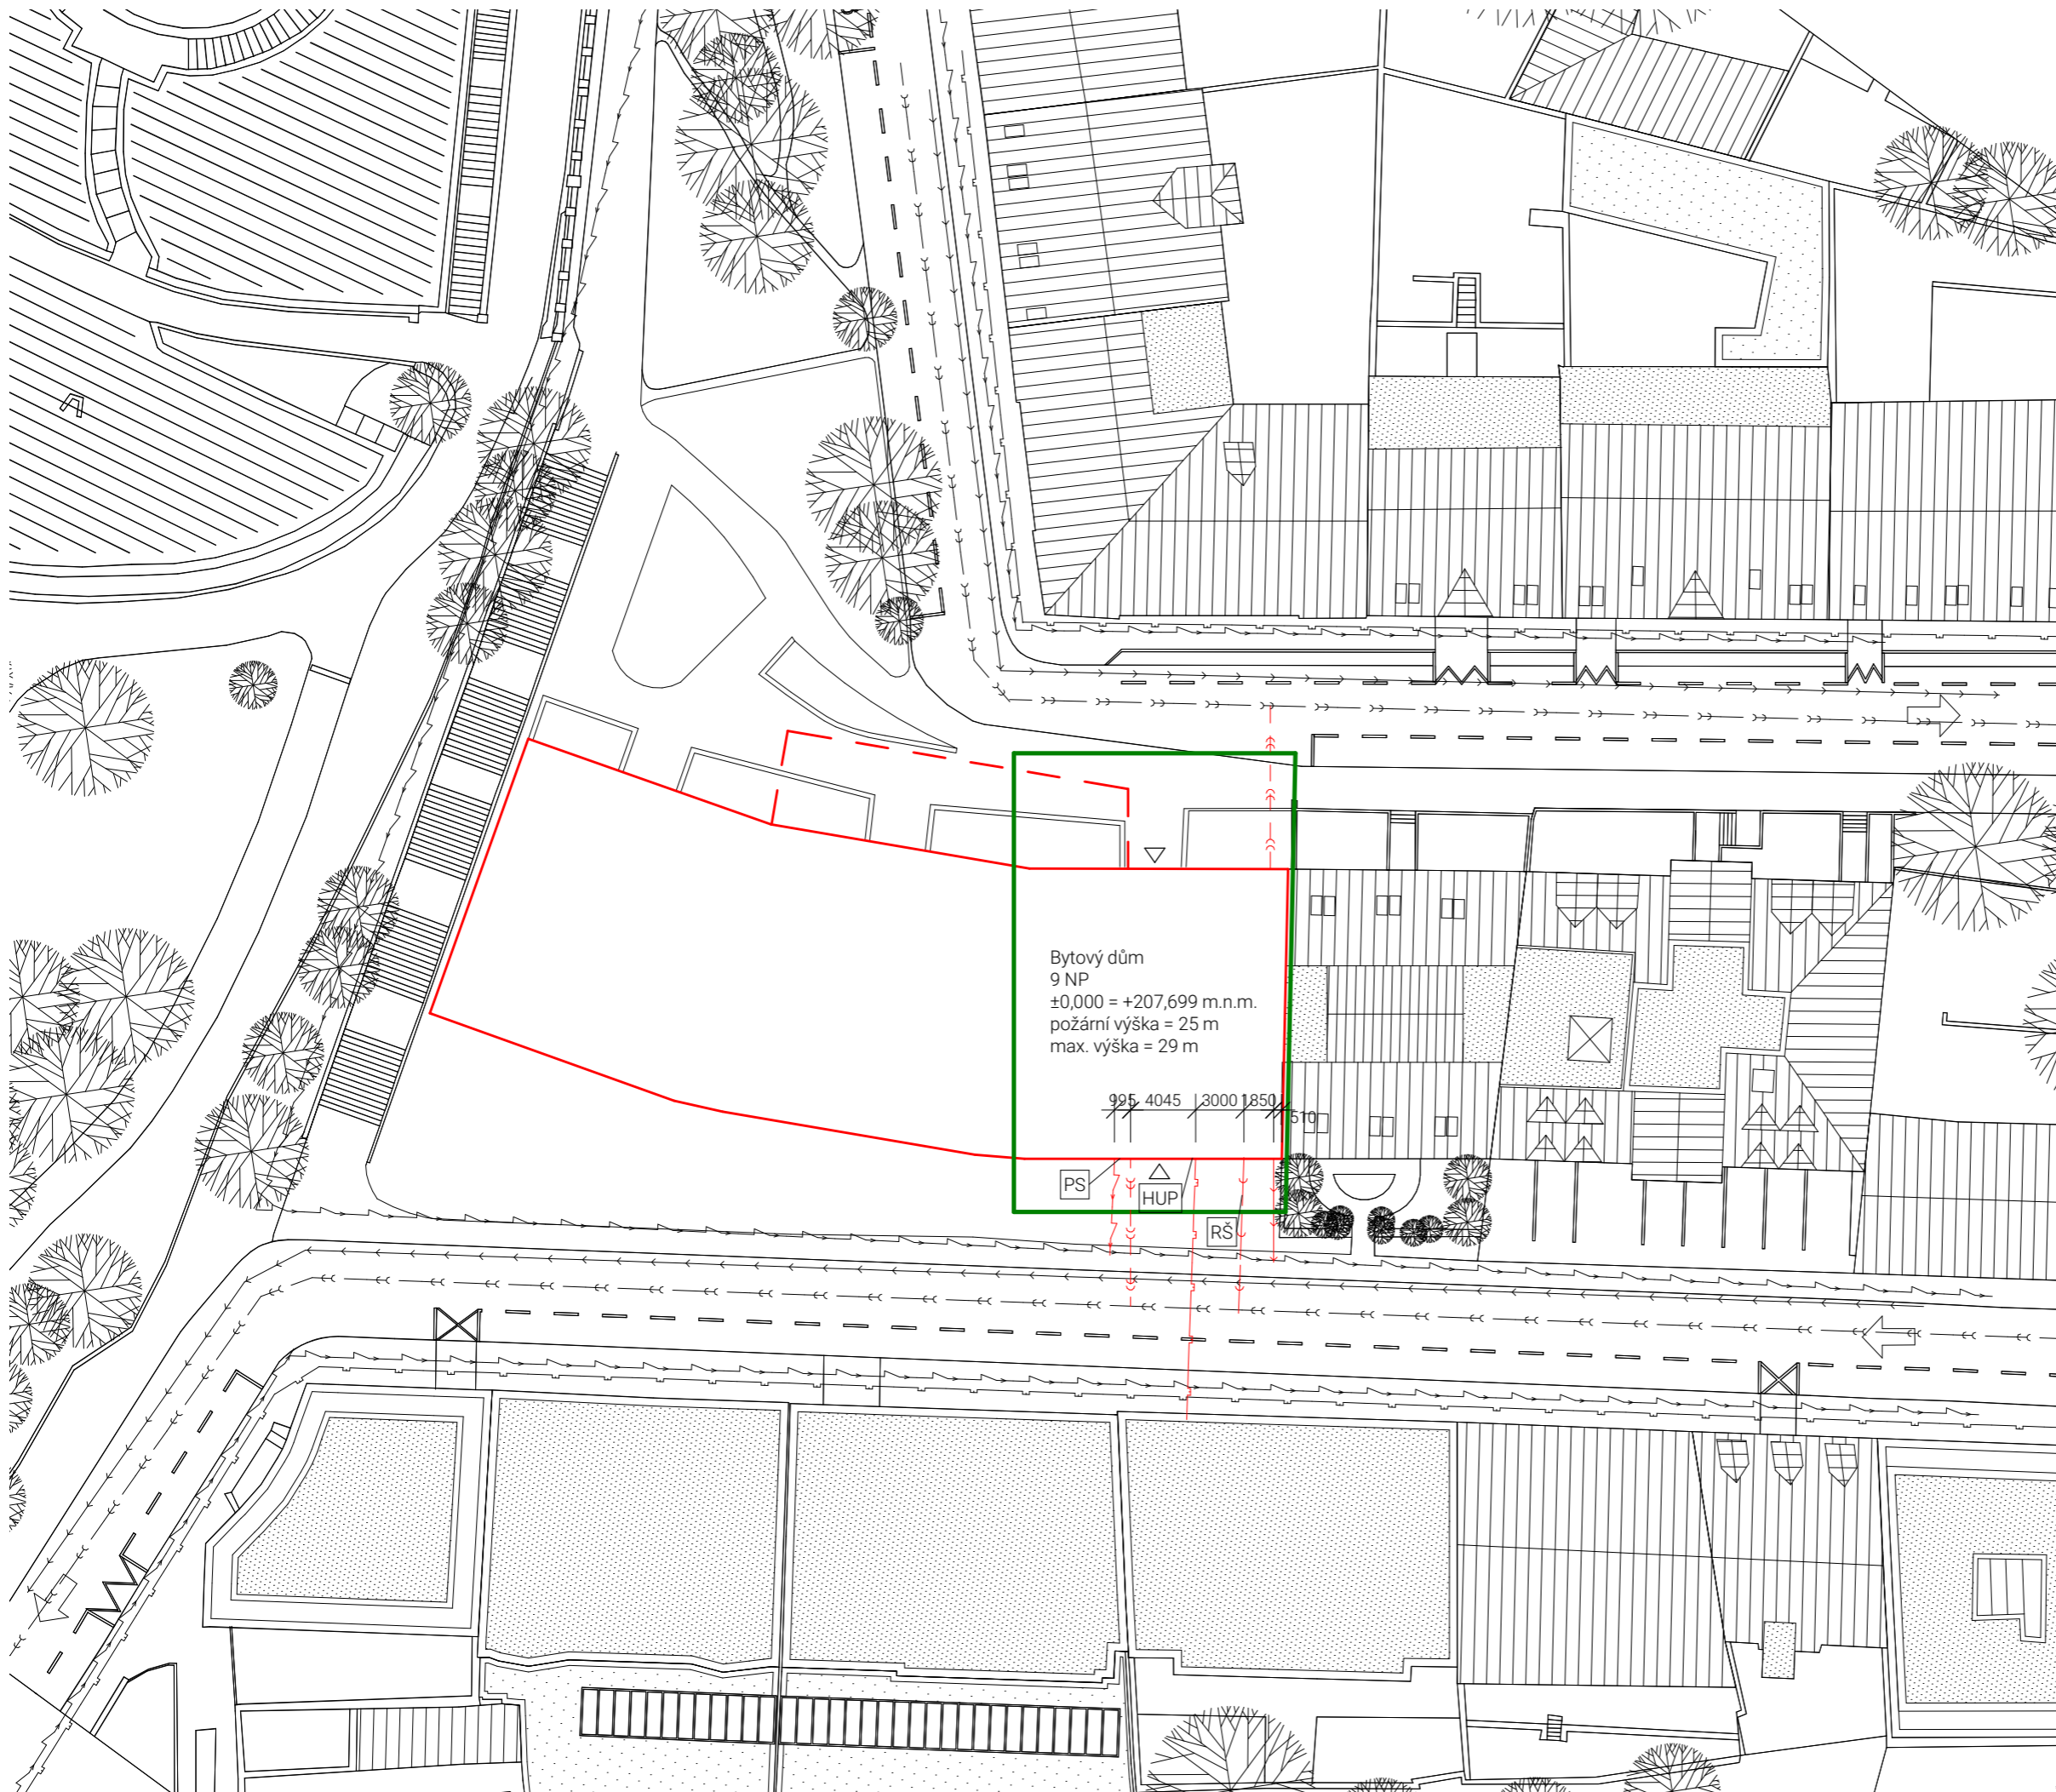 Bytový dům
9 NP
±0,000 = +207,699 m.n.m.
požární výška = 25 m
max. výška = 29 m
995 4045 3000 1850
510
PS
HUP
RŠ